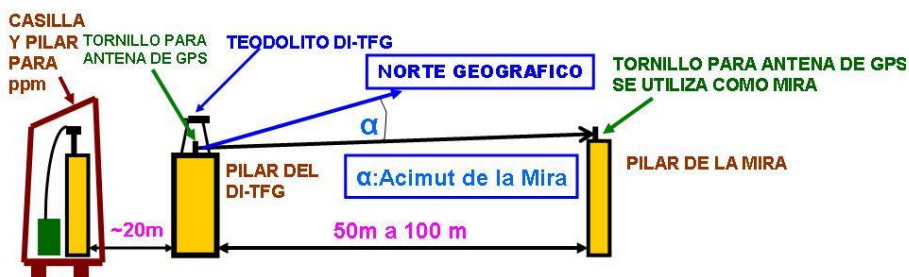 CASILLA
Y PILAR
PARA
ppm
TORNILLO PARA
ANTENA DE GPS
TEODOLITO DI-TFG
NORTE GEOGRAFICO
TORNILLO PARA ANTENA DE GPS
SE UTILIZA COMO MIRA
α
PILAR DEL
DI-TFG
α:Acimut de la Mira
PILAR DE LA MIRA
~20m
50m a 100 m